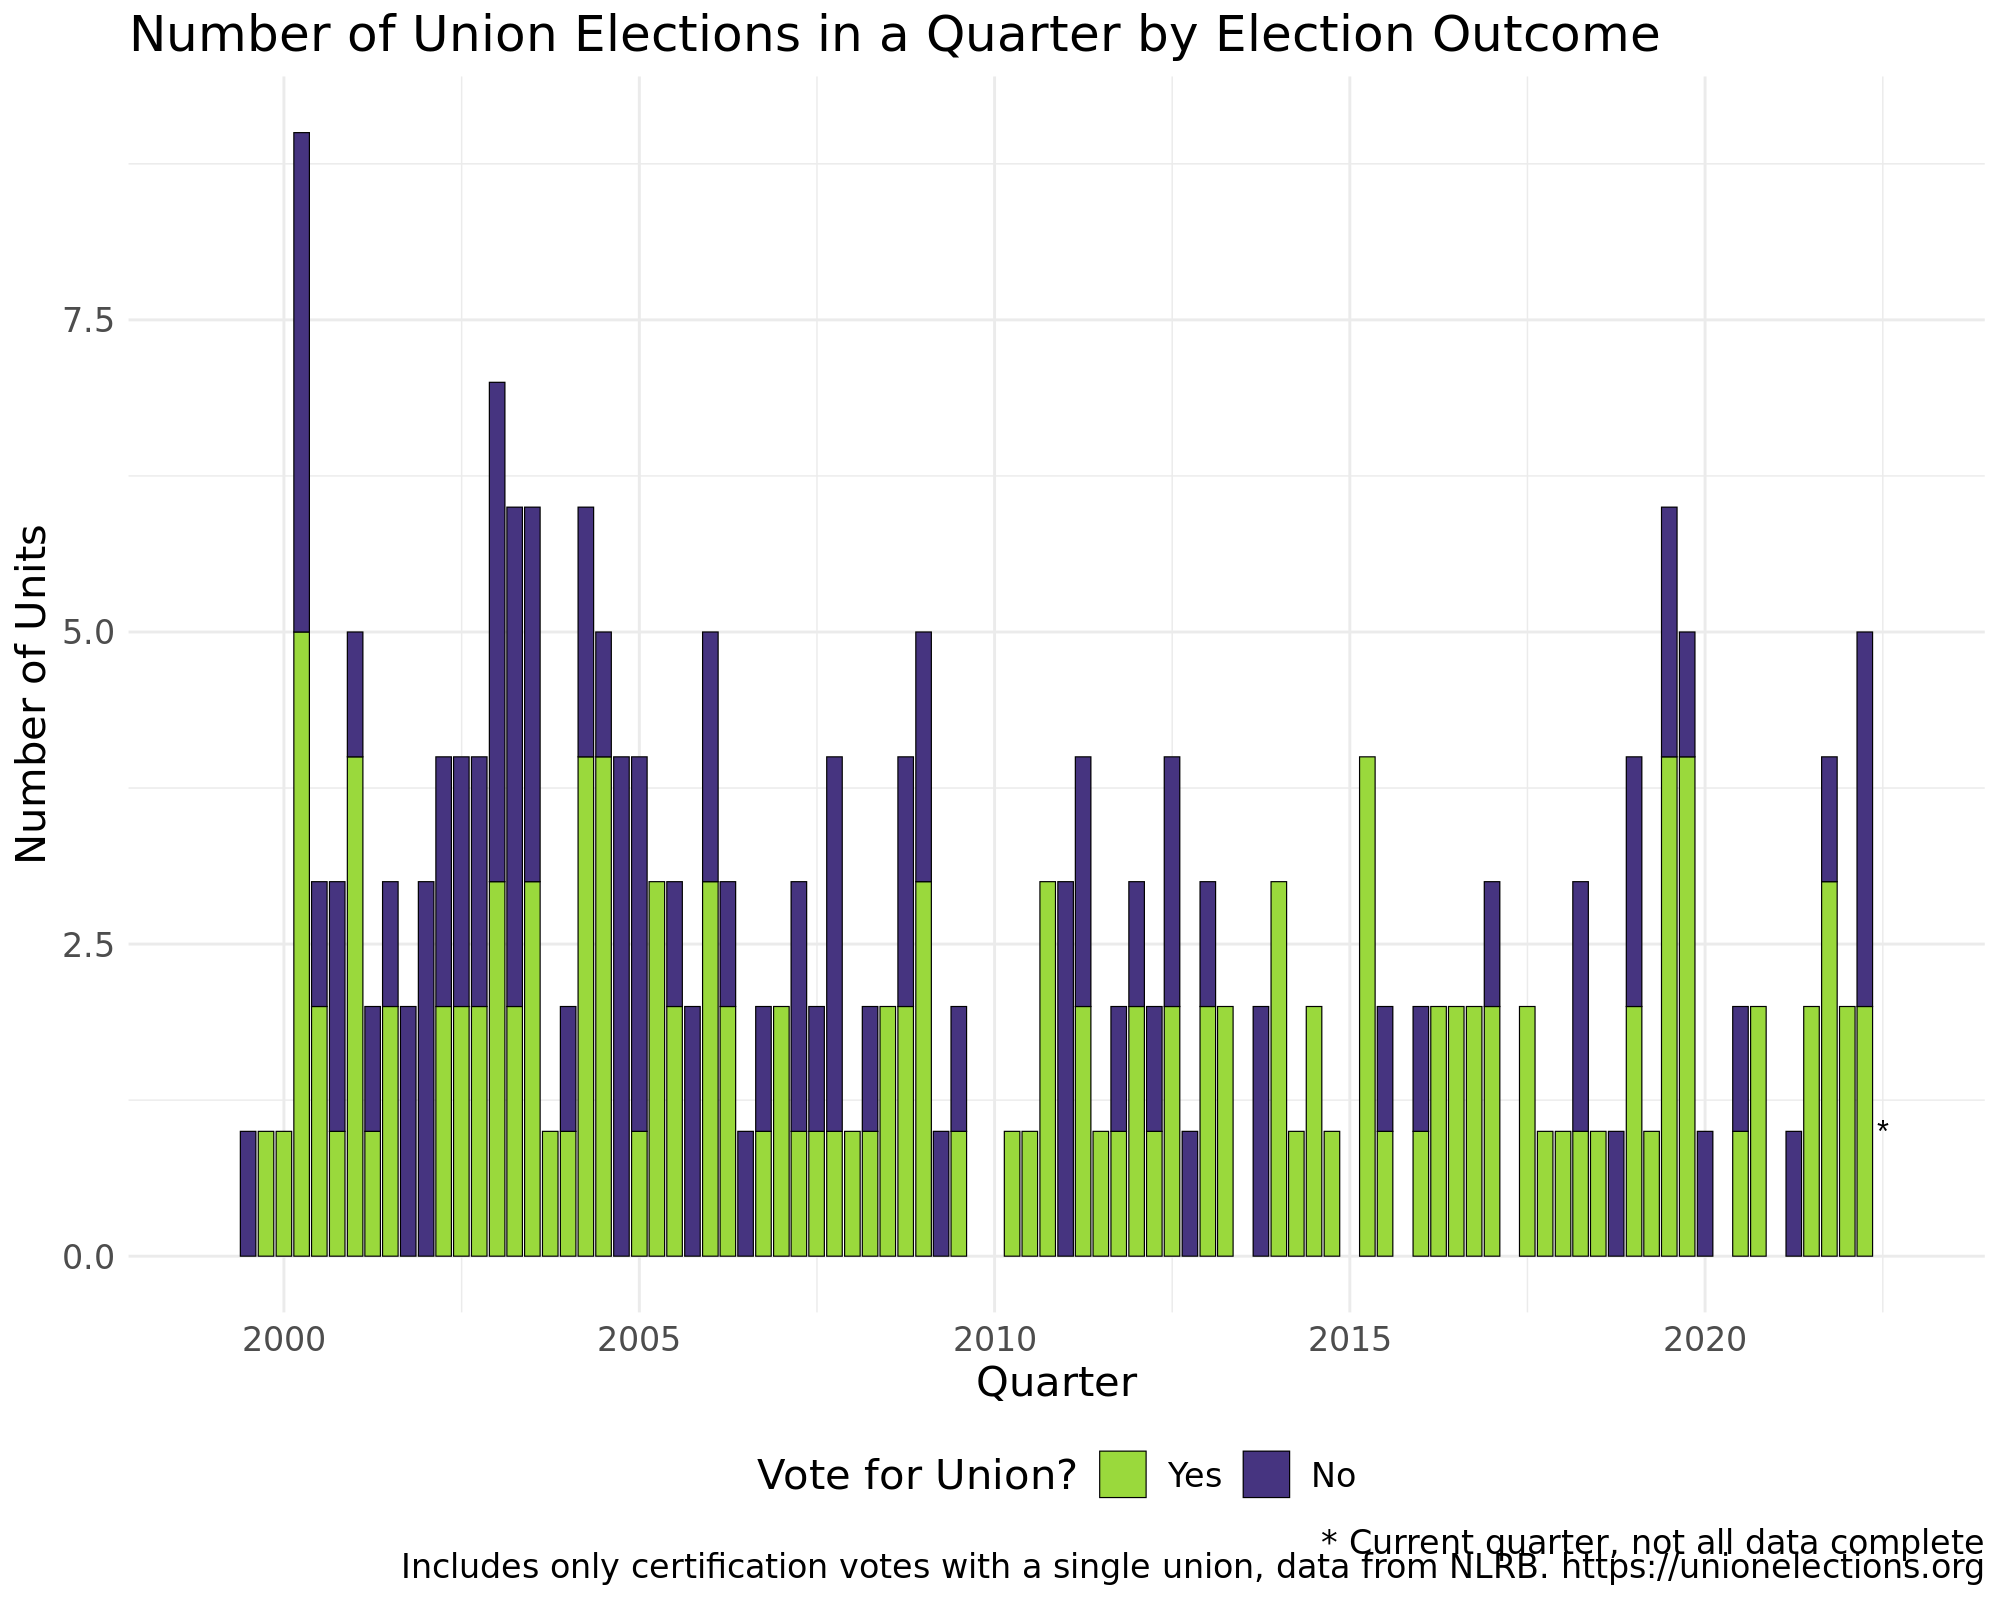 Number of Union Elections in a Quarter by Election Outcome
Number of Units
7.5
5.0
2.5
0.0
*
2000 2005 2010 2015 2020
Quarter
Vote for Union? Yes No
* Current quarter, not all data complete
Includes only certification votes with a single union, data from NLRB. https://unionelections.org